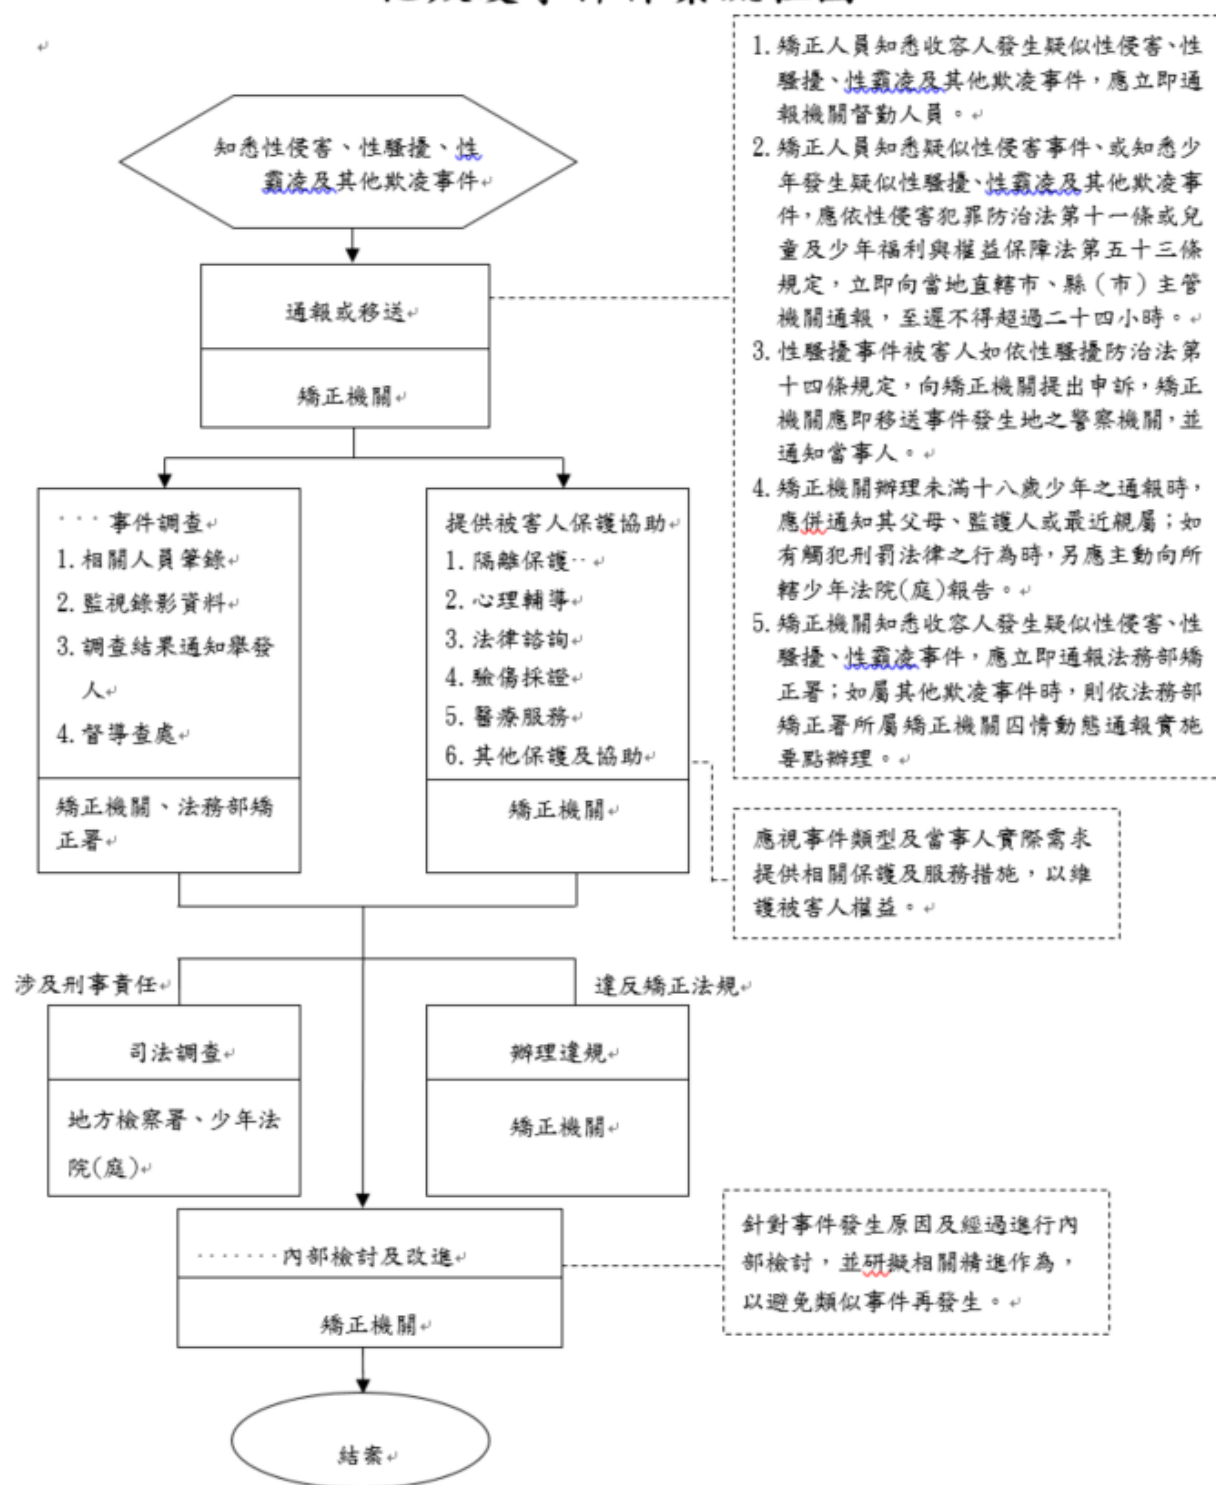 1. 矯正人員知悉收容人發生疑似性侵害、性
騷擾、性霸凌及其他欺凌事件，應立即通
報機關督勤人員。
2. 矯正人員知悉疑似性侵害事件、或知悉少
年發生疑似性騷擾、性霸凌及其他欺凌事
件，應依性侵害犯罪防治法第十一條或兒
童及少年福利與權益保障法第五十三條
規定，立即向當地直轄市、縣（市）主管
機關通報，至遲不得超過二十四小時。
3. 性騷擾事件被害人如依性騷擾防治法第
十四條規定，向矯正機關提出申訴，矯正
機關應即移送事件發生地之警察機關，並
通知當事人。
4. 矯正機關辦理未滿十八歲少年之通報時，
應併通知其父母、監護人或最近親屬；如
有觸犯刑罰法律之行為時，另應主動向所
轄少年法院(庭)報告。
5. 矯正機關知悉收容人發生疑似性侵害、性
騷擾、性霸凌事件，應立即通報法務部矯
正署；如屬其他欺凌事件時，則依法務部
矯正署所屬矯正機關囚情動態通報實施
要點辦理。
知悉性侵害、性騷擾、性
霸凌及其他欺凌事件
通報或移送
矯正機關
事件調查
1. 相關人員筆錄
2. 監視錄影資料
3. 調查結果通知舉發
人
4. 督導查處
矯正機關、法務部矯
正署
提供被害人保護協助
1. 隔離保護
2. 心理輔導
3. 法律諮詢
4. 驗傷採證
5. 醫療服務
6. 其他保護及協助
矯正機關
應視事件類型及當事人實際需求
提供相關保護及服務措施，以維
護被害人權益。
涉及刑事責任
司法調查
地方檢察署、少年法
院(庭)
違反矯正法規
辦理違規
矯正機關
內部檢討及改進
矯正機關
針對事件發生原因及經過進行內
部檢討，並研擬相關精進作為，
以避免類似事件再發生。
結案